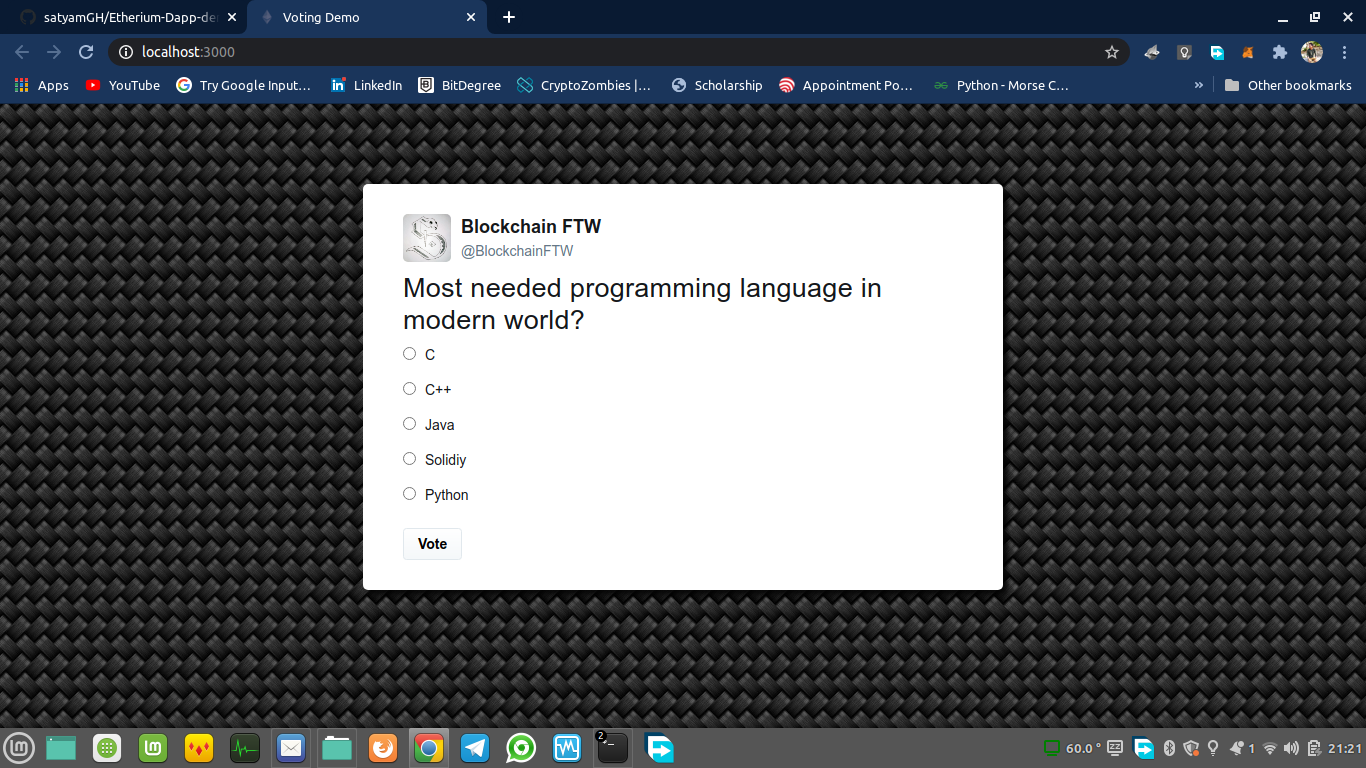 satyamGH/Etherium-Dapp-de
Voting Demo
localhost:3000
Apps
YouTube
Try Google Input…
LinkedIn
BitDegree
CryptoZombies |…
Scholarship
Appointment Po…
Python - Morse C…
»
Other bookmarks
Blockchain FTW
@BlockchainFTW
Most needed programming language in
modern world?
C
C++
Java
Solidiy
Python
Vote
2
60.0 °
1
21:21